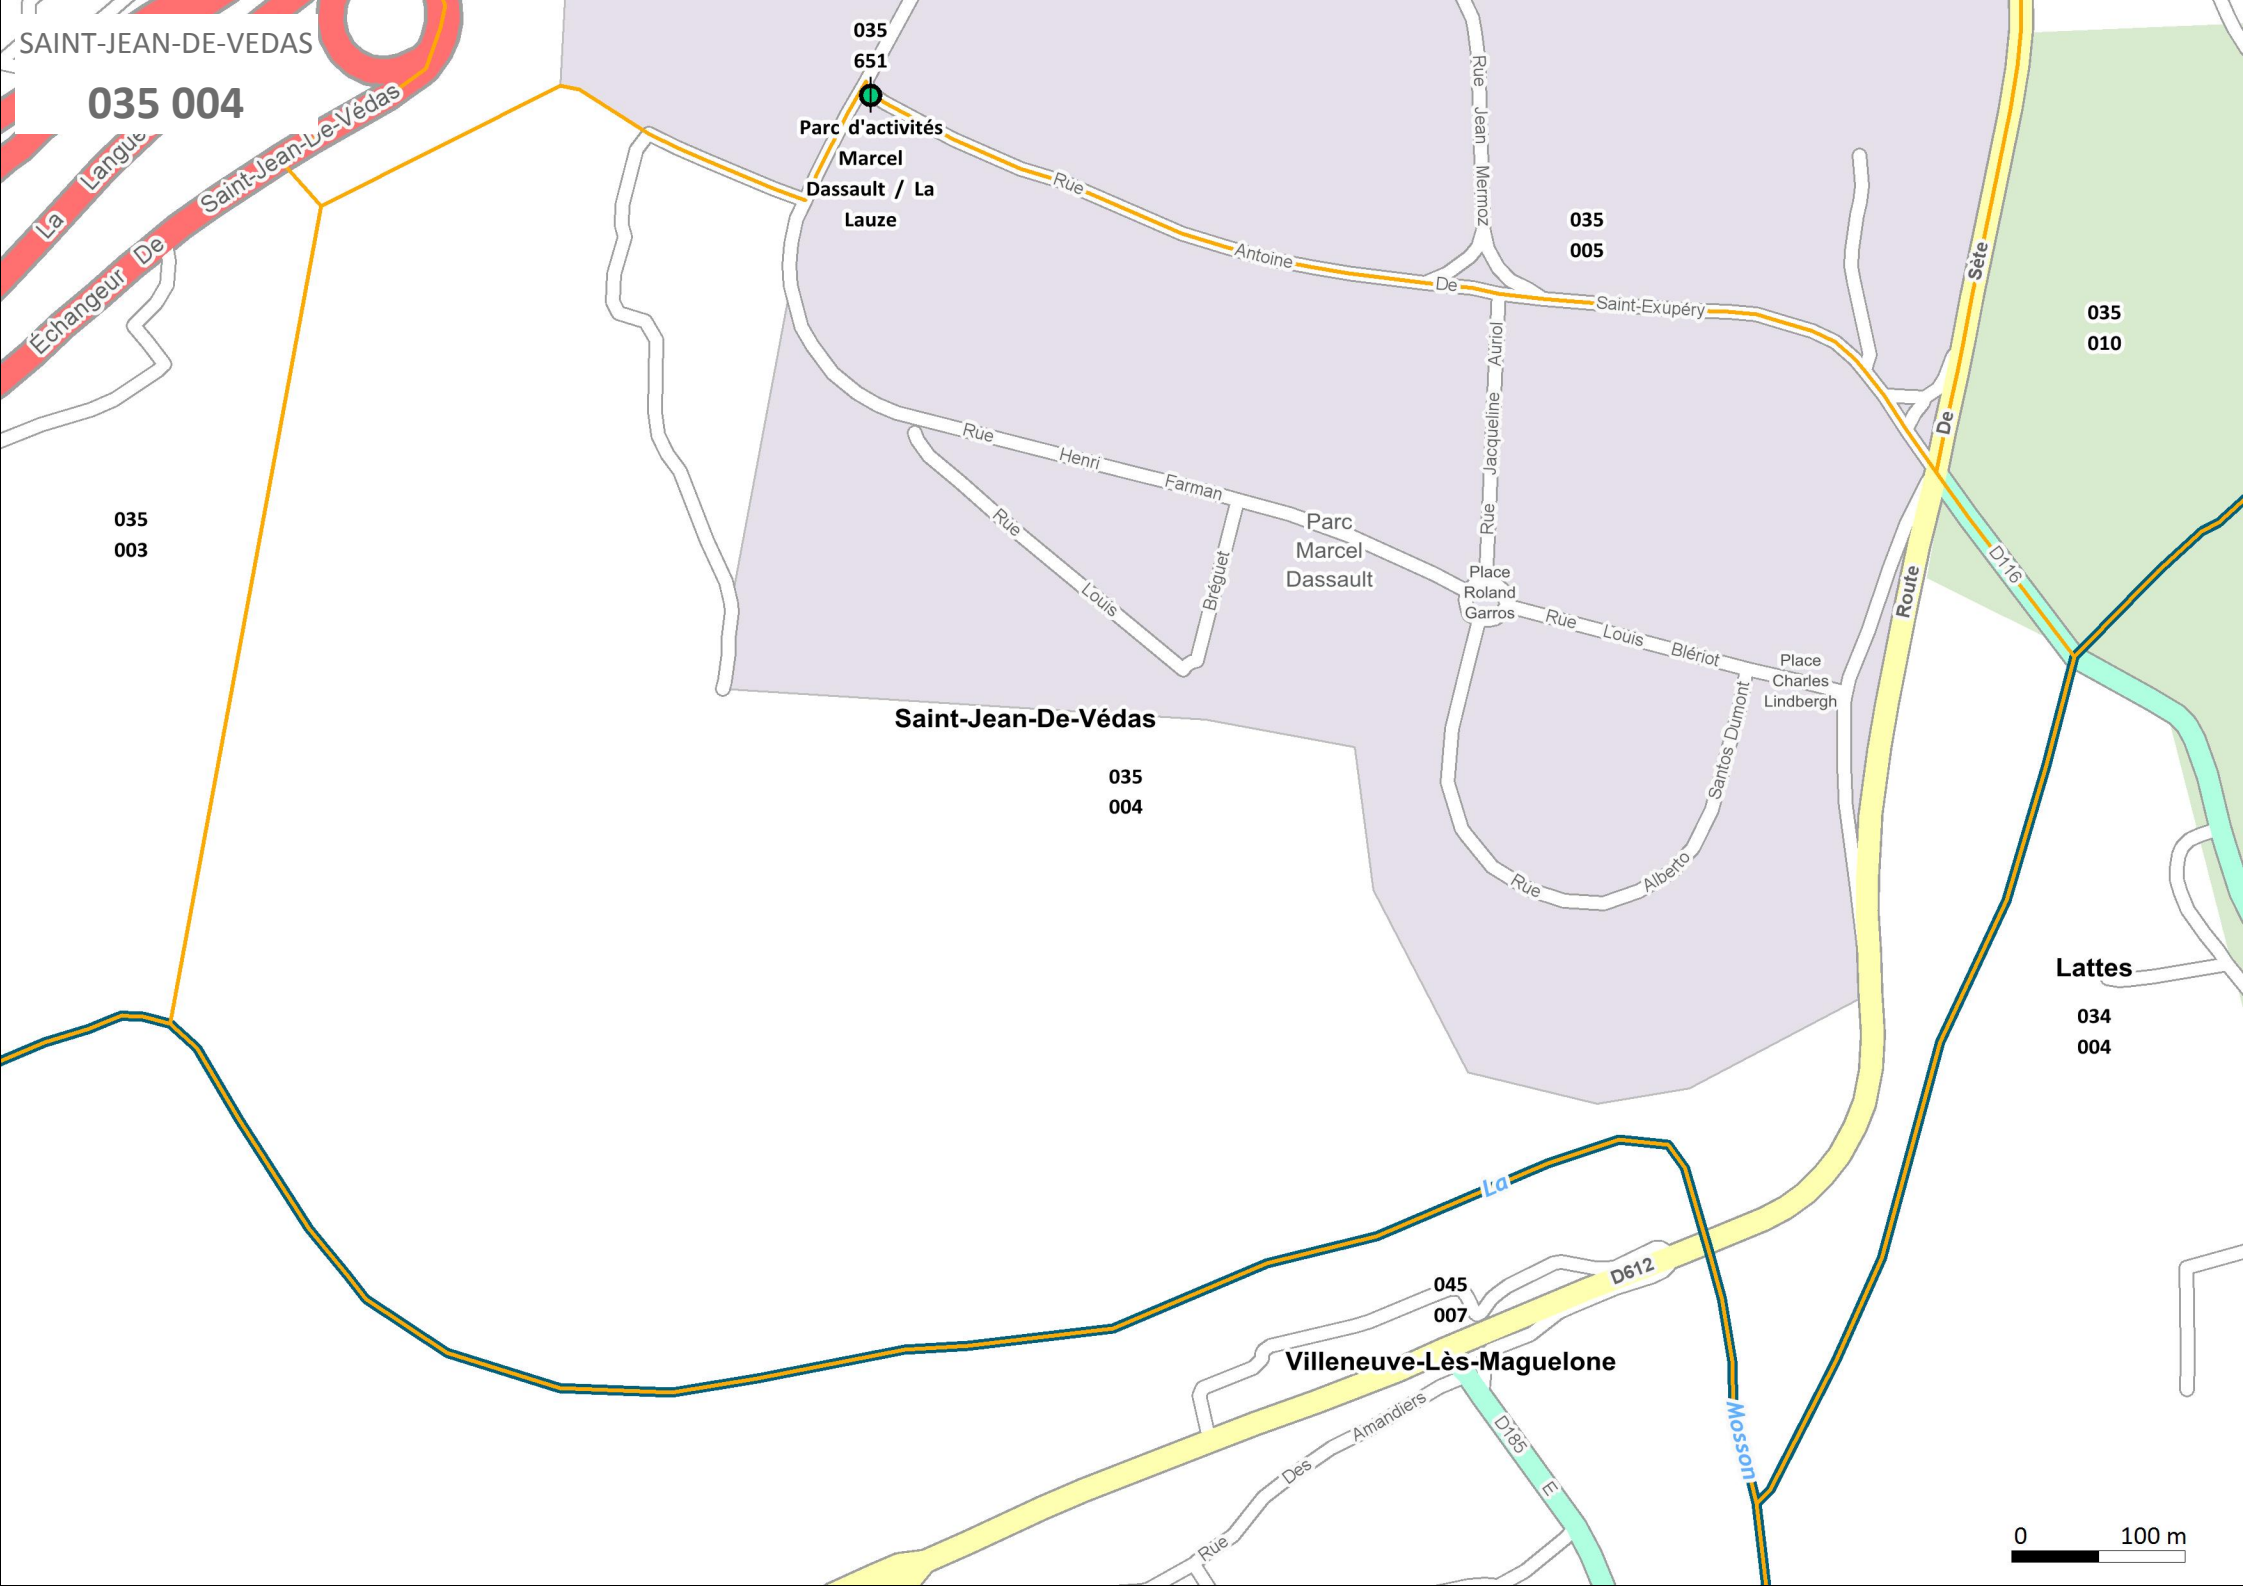 SAINT-JEAN-DE-VEDAS
035 004
La Langue
Échangeur De Saint-Jean-De-Védas
035
651
Parc d'activités
Marcel
Dassault / La
Lauze
Rue Antoine De Saint-Exupéry
Rue Jean Mermoz
035
005
Route De Sète
035
010
Rue Jacqueline Auriol
Rue Henri Farman
Rue Louis Bréguet
Parc
Marcel
Dassault
035
003
Place
Roland
Garros
Rue Louis Blériot
Place
Charles
Lindbergh
D116
Saint-Jean-De-Védas
035
004
Rue Alberto Santos Dumont
Lattes
034
004
La Mosson
045
007
D612
Villeneuve-Lès-Maguelone
Rue Des Amandiers
D185 E
0 100 m